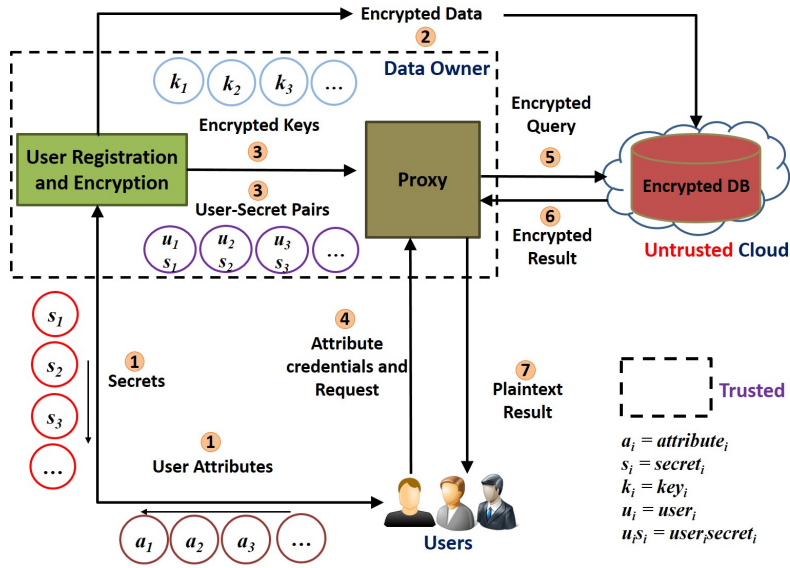 Encrypted Data
2
Data Owner
k1 k2 k3 ...
Encrypted Keys
3
User Registration
and Encryption
3
User-Secret Pairs
u1 u2 u3 ...
s1 s2 s3
Proxy
Encrypted
Query
5
6
Encrypted
Result
Encrypted DB
Untrusted Cloud
s1
s2
s3
...
1
Secrets
1
User Attributes
a1 a2 a3 ...
4
Attribute
credentials and
Request
7
Plaintext
Result
Users
Trusted
ai = attributei
si = secreti
ki = keyi
ui = useri
uisi = userisecreti